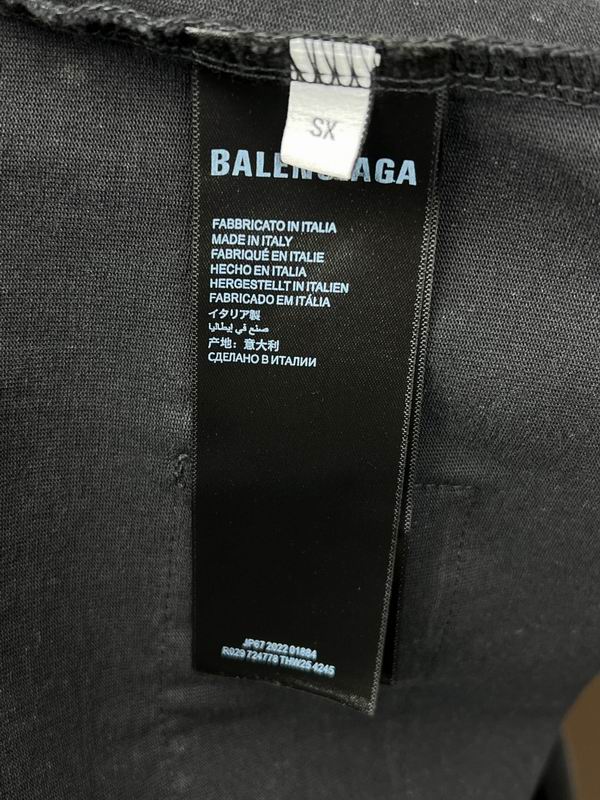 SX
BALENCIAGA
FABBRICATO IN ITALIA
MADE IN ITALY
FABRIQUÉ EN ITALIE
HECHO EN ITALIA
HERGESTELLT IN ITALIEN
FABRICADO EM ITÁLIA
イタリア製
صنع في إيطاليا
产地：意大利
СДЕЛАНО В ИТАЛИИ
JP67 2022 01884
R029 724778 THW25 4245